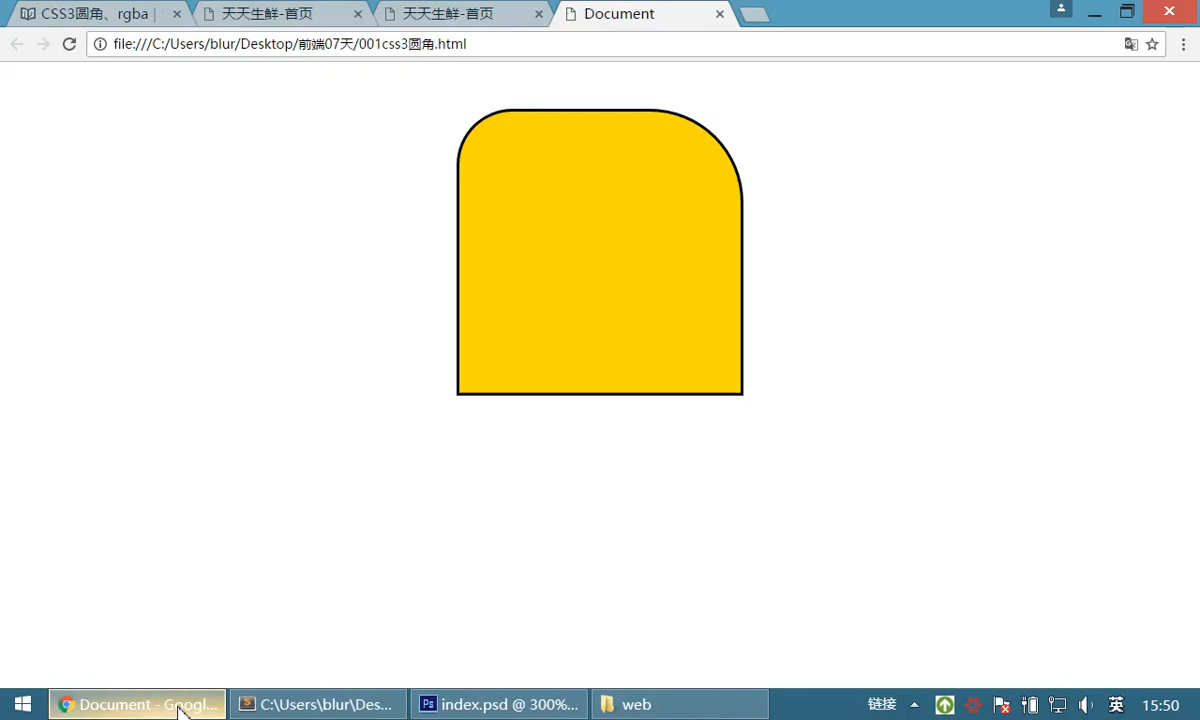 CSS3圆角、rgba |
天天生鲜-首页
天天生鲜-首页
Document
file:///C:/Users/blur/Desktop/前端07天/001css3圆角.html
Document - Googl...
C:\Users\blur\Des...
Ps
index.psd @ 300%...
web
链接
英
15:50